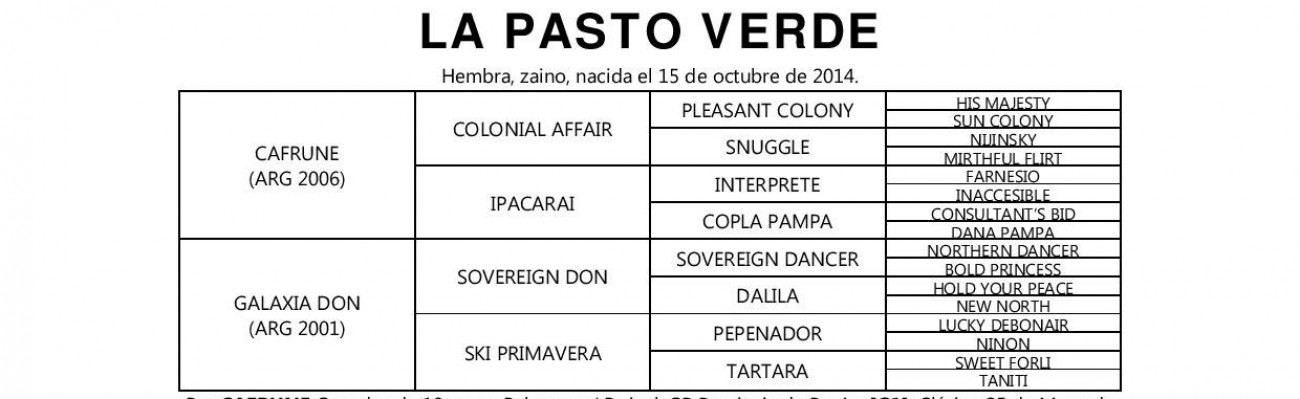 LA PASTO VERDE
Hembra, zaino, nacida el 15 de octubre de 2014.
CAFRUNE
(ARG 2006)
COLONIAL AFFAIR
PLEASANT COLONY
HIS MAJESTY
SUN COLONY
SNUGGLE
NIJINSKY
MIRTHFUL FLIRT
IPACARAI
INTERPRETE
FARNESIO
INACCESIBLE
COPLA PAMPA
CONSULTANT'S BID
DANA PAMPA
GALAXIA DON
(ARG 2001)
SOVEREIGN DON
SOVEREIGN DANCER
NORTHERN DANCER
BOLD PRINCESS
DALILA
HOLD YOUR PEACE
NEW NORTH
SKI PRIMAVERA
PEPENADOR
LUCKY DEBONAIR
NINON
TARTARA
SWEET FORLI
TANITI